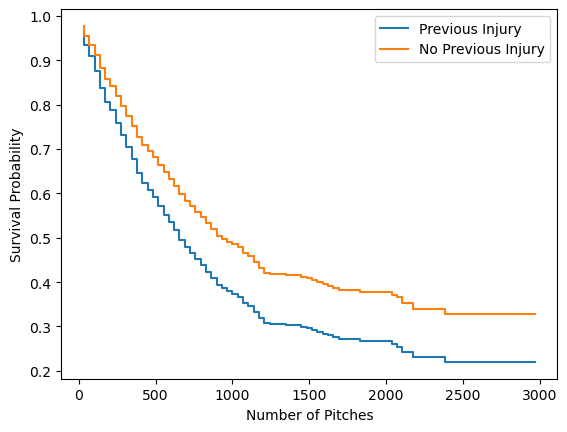 1.0
0.9
0.8
0.7
0.6
0.5
0.4
0.3
0.2
Survival Probability
Previous Injury
No Previous Injury
0 500 1000 1500 2000 2500 3000
Number of Pitches